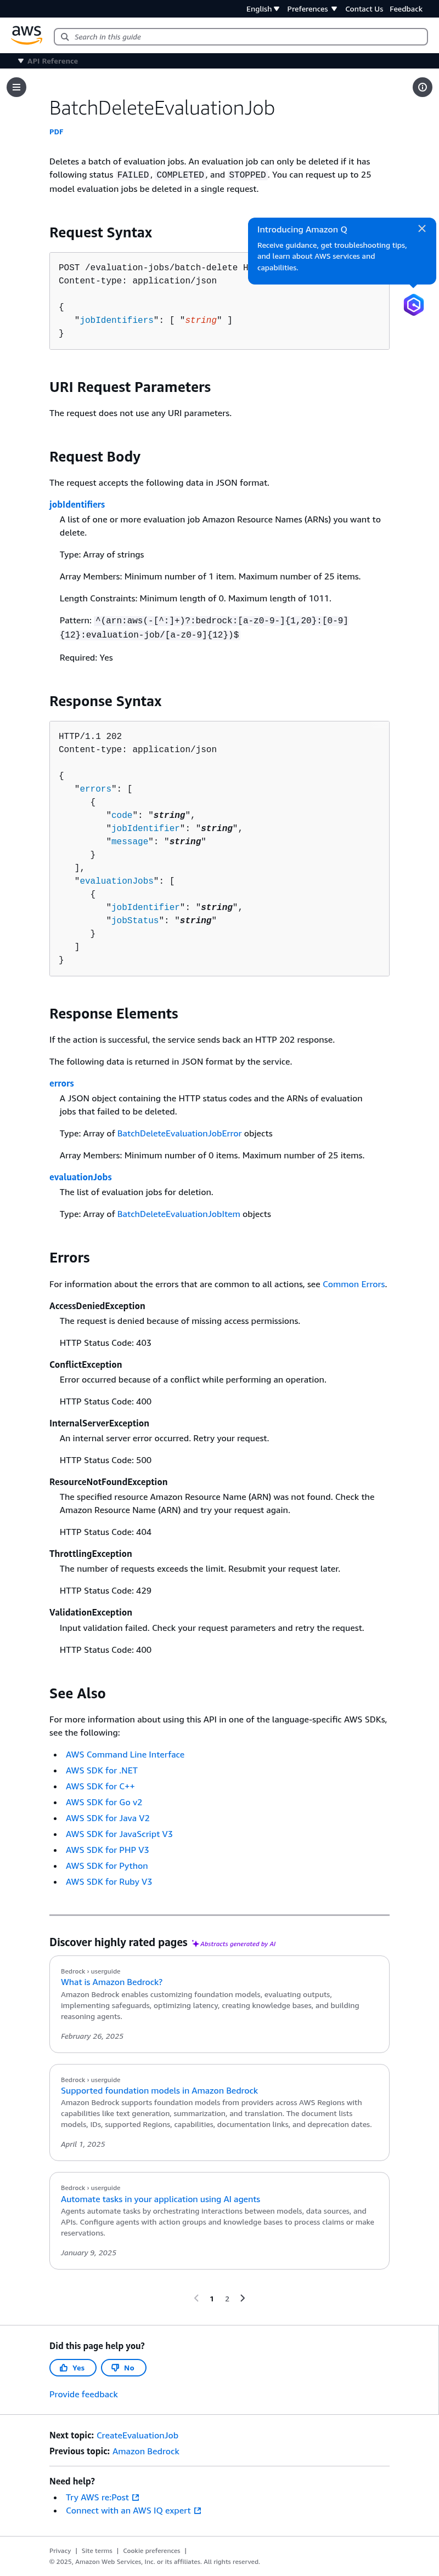 English
Preferences
Contact Us
Feedback
aws
Search in this guide
API Reference
BatchDeleteEvaluationJob
PDF
Deletes a batch of evaluation jobs. An evaluation job can only be deleted if it has
following status FAILED, COMPLETED, and STOPPED. You can request up to 25
model evaluation jobs be deleted in a single request.
Introducing Amazon Q
Receive guidance, get troubleshooting tips,
and learn about AWS services and
capabilities.
Request Syntax
POST /evaluation-jobs/batch-delete H
Content-type: application/json
{
"jobIdentifiers": [ "string" ]
}
URI Request Parameters
The request does not use any URI parameters.
Request Body
The request accepts the following data in JSON format.
jobIdentifiers
A list of one or more evaluation job Amazon Resource Names (ARNs) you want to
delete.
Type: Array of strings
Array Members: Minimum number of 1 item. Maximum number of 25 items.
Length Constraints: Minimum length of 0. Maximum length of 1011.
Pattern: ^(arn:aws(-[^:]+)?:bedrock:[a-z0-9-]{1,20}:[0-9]
{12}:evaluation-job/[a-z0-9]{12})$
Required: Yes
Response Syntax
HTTP/1.1 202
Content-type: application/json
{
"errors": [
{
"code": "string",
"jobIdentifier": "string",
"message": "string"
}
],
"evaluationJobs": [
{
"jobIdentifier": "string",
"jobStatus": "string"
}
]
}
Response Elements
If the action is successful, the service sends back an HTTP 202 response.
The following data is returned in JSON format by the service.
errors
A JSON object containing the HTTP status codes and the ARNs of evaluation
jobs that failed to be deleted.
Type: Array of BatchDeleteEvaluationJobError objects
Array Members: Minimum number of 0 items. Maximum number of 25 items.
evaluationJobs
The list of evaluation jobs for deletion.
Type: Array of BatchDeleteEvaluationJobItem objects
Errors
For information about the errors that are common to all actions, see Common Errors.
AccessDeniedException
The request is denied because of missing access permissions.
HTTP Status Code: 403
ConflictException
Error occurred because of a conflict while performing an operation.
HTTP Status Code: 400
InternalServerException
An internal server error occurred. Retry your request.
HTTP Status Code: 500
ResourceNotFoundException
The specified resource Amazon Resource Name (ARN) was not found. Check the
Amazon Resource Name (ARN) and try your request again.
HTTP Status Code: 404
ThrottlingException
The number of requests exceeds the limit. Resubmit your request later.
HTTP Status Code: 429
ValidationException
Input validation failed. Check your request parameters and retry the request.
HTTP Status Code: 400
See Also
For more information about using this API in one of the language-specific AWS SDKs,
see the following:
• AWS Command Line Interface
• AWS SDK for .NET
• AWS SDK for C++
• AWS SDK for Go v2
• AWS SDK for Java V2
• AWS SDK for JavaScript V3
• AWS SDK for PHP V3
• AWS SDK for Python
• AWS SDK for Ruby V3
Discover highly rated pages Abstracts generated by AI
Bedrock › userguide
What is Amazon Bedrock?
Amazon Bedrock enables customizing foundation models, evaluating outputs,
implementing safeguards, optimizing latency, creating knowledge bases, and building
reasoning agents.
February 26, 2025
Bedrock › userguide
Supported foundation models in Amazon Bedrock
Amazon Bedrock supports foundation models from providers across AWS Regions with
capabilities like text generation, summarization, and translation. The document lists
models, IDs, supported Regions, capabilities, documentation links, and deprecation dates.
April 1, 2025
Bedrock › userguide
Automate tasks in your application using AI agents
Agents automate tasks by orchestrating interactions between models, data sources, and
APIs. Configure agents with action groups and knowledge bases to process claims or make
reservations.
January 9, 2025
1 2
Did this page help you?
Yes
No
Provide feedback
Next topic: CreateEvaluationJob
Previous topic: Amazon Bedrock
Need help?
• Try AWS re:Post
• Connect with an AWS IQ expert
Privacy | Site terms | Cookie preferences |
© 2025, Amazon Web Services, Inc. or its affiliates. All rights reserved.